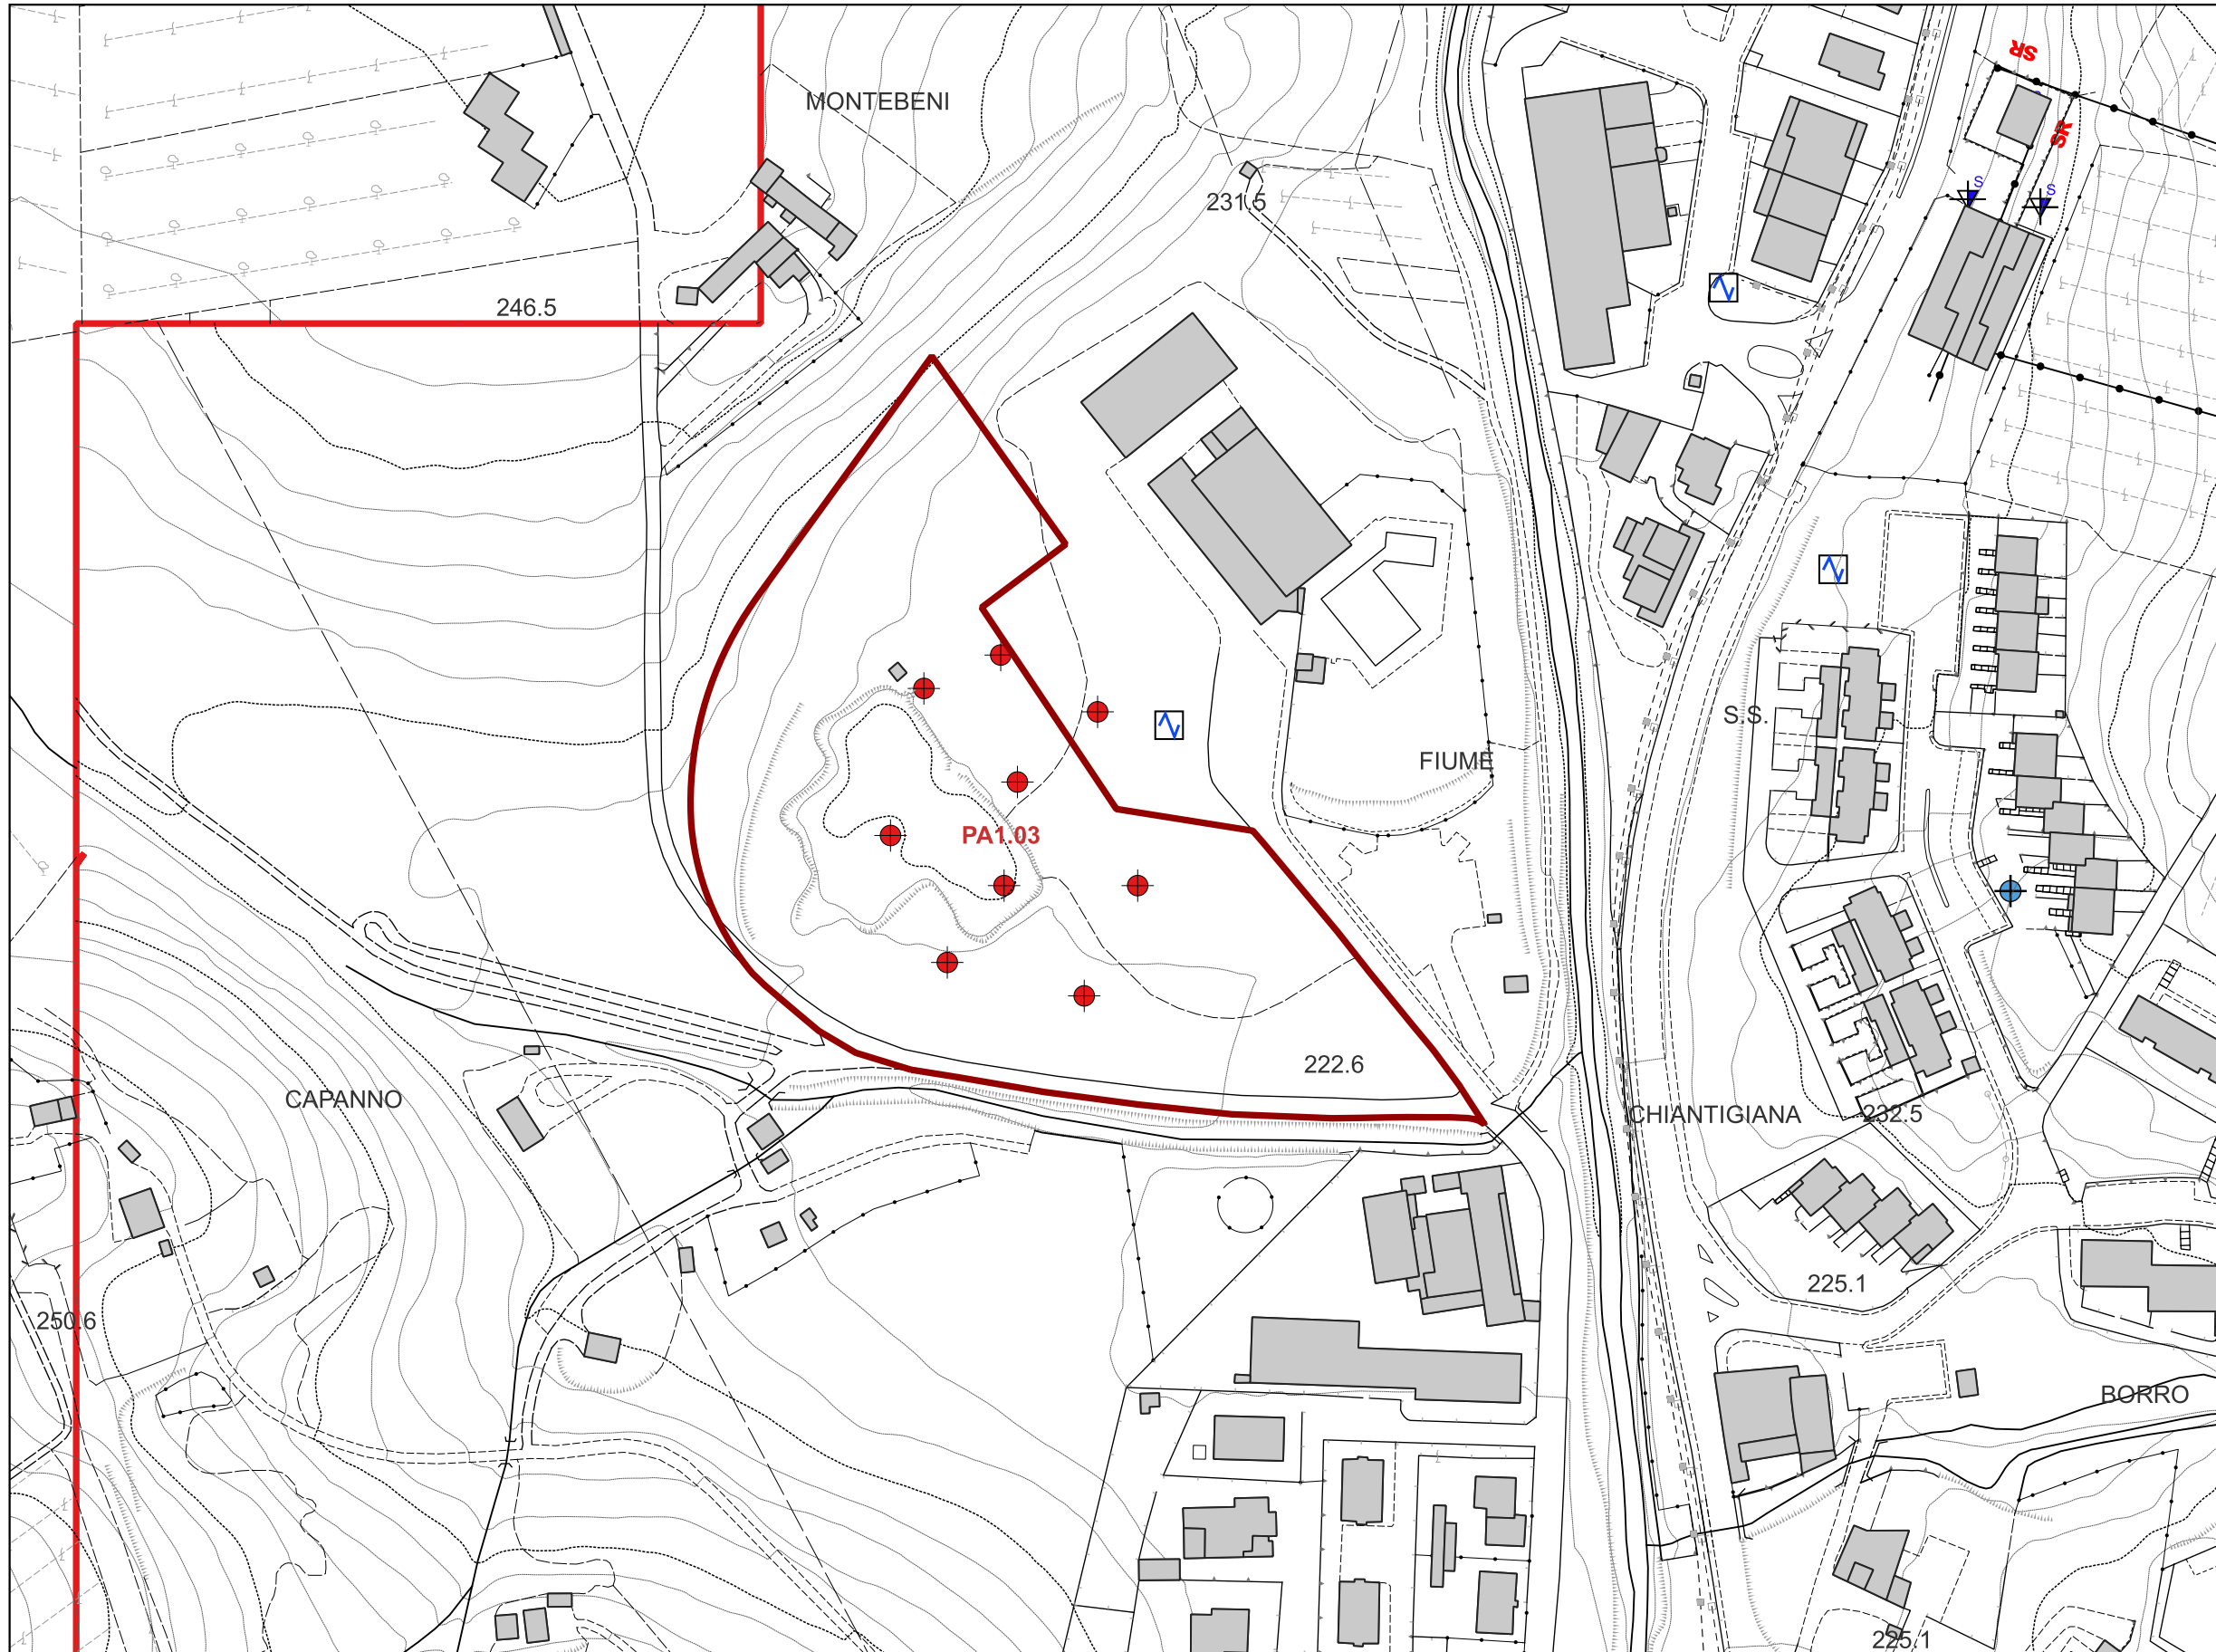 SR
MONTEBENI
SR
S
S
231.5
246.5
S.S.
FIUME
PA1.03
222.6
CAPANNO
CHIANTIGIANA
232.5
225.1
250.6
BORRO
225.1